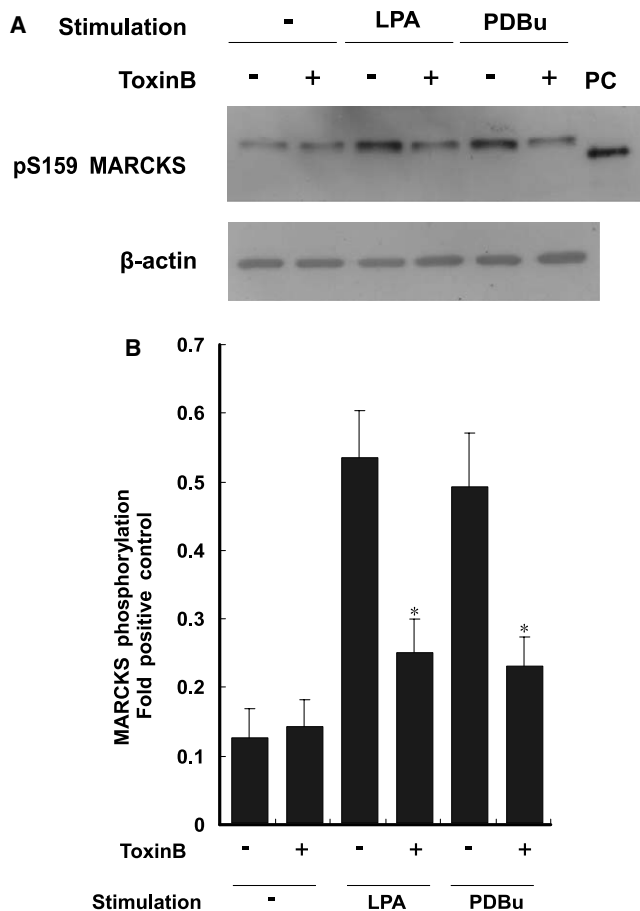 A Stimulation - LPA PDBu
ToxinB - + - + - + PC
pS159 MARCKS
β-actin
B
0.7
0.6
0.5
0.4
0.3
0.2
0.1
0
MARCKS phosphorylation
Fold positive control
* *
ToxinB - + - + - +
Stimulation - LPA PDBu